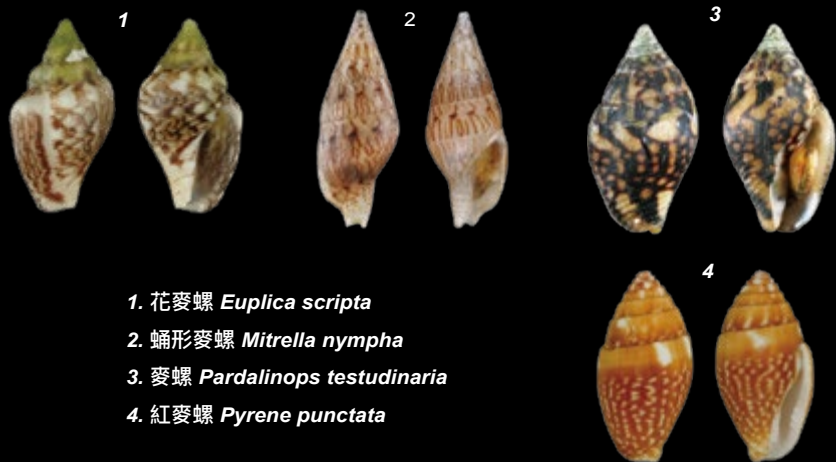 1
2
3
4
1. 花麥螺 Euplica scripta
2. 蛹形麥螺 Mitrella nympha
3. 麥螺 Pardalinops testudinaria
4. 紅麥螺 Pyrene punctata